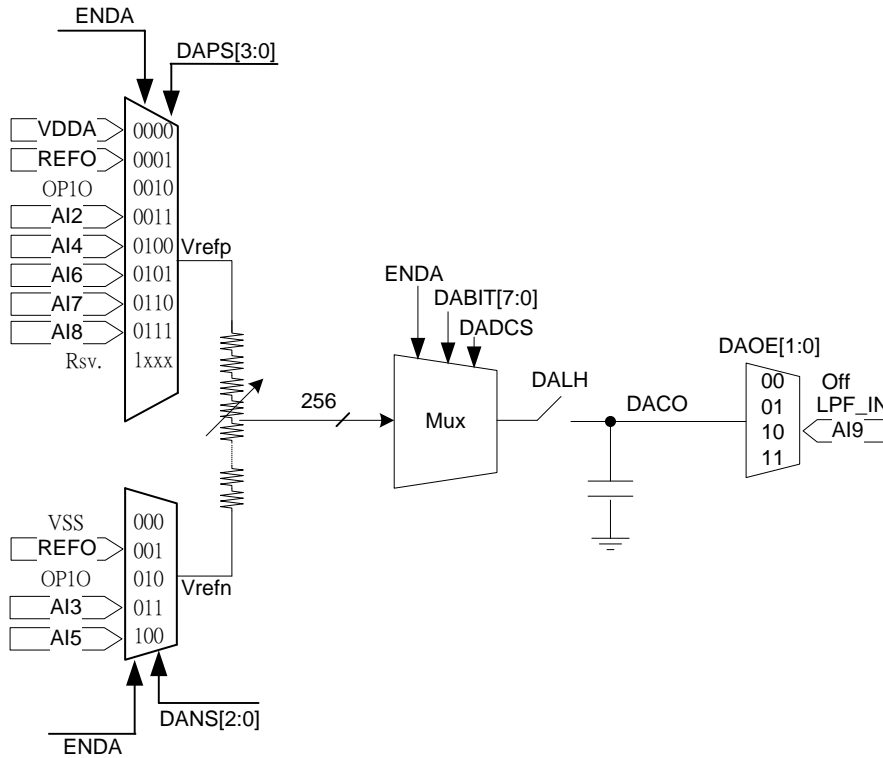 ENDA
DAPS[3:0]
VDDA 0000
REFO 0001
OP1O 0010
AI2 0011
AI4 0100 Vrefp
AI6 0101
AI7 0110
AI8 0111
Rsv. 1xxx
ENDA
DABIT[7:0]
DADCS
256
Mux
DALH
DACO
DAOE[1:0]
00 Off
01 LPF_IN
10 AI9
11
VSS 000
REFO 001
OP1O 010 Vrefn
AI3 011
AI5 100
DANS[2:0]
ENDA